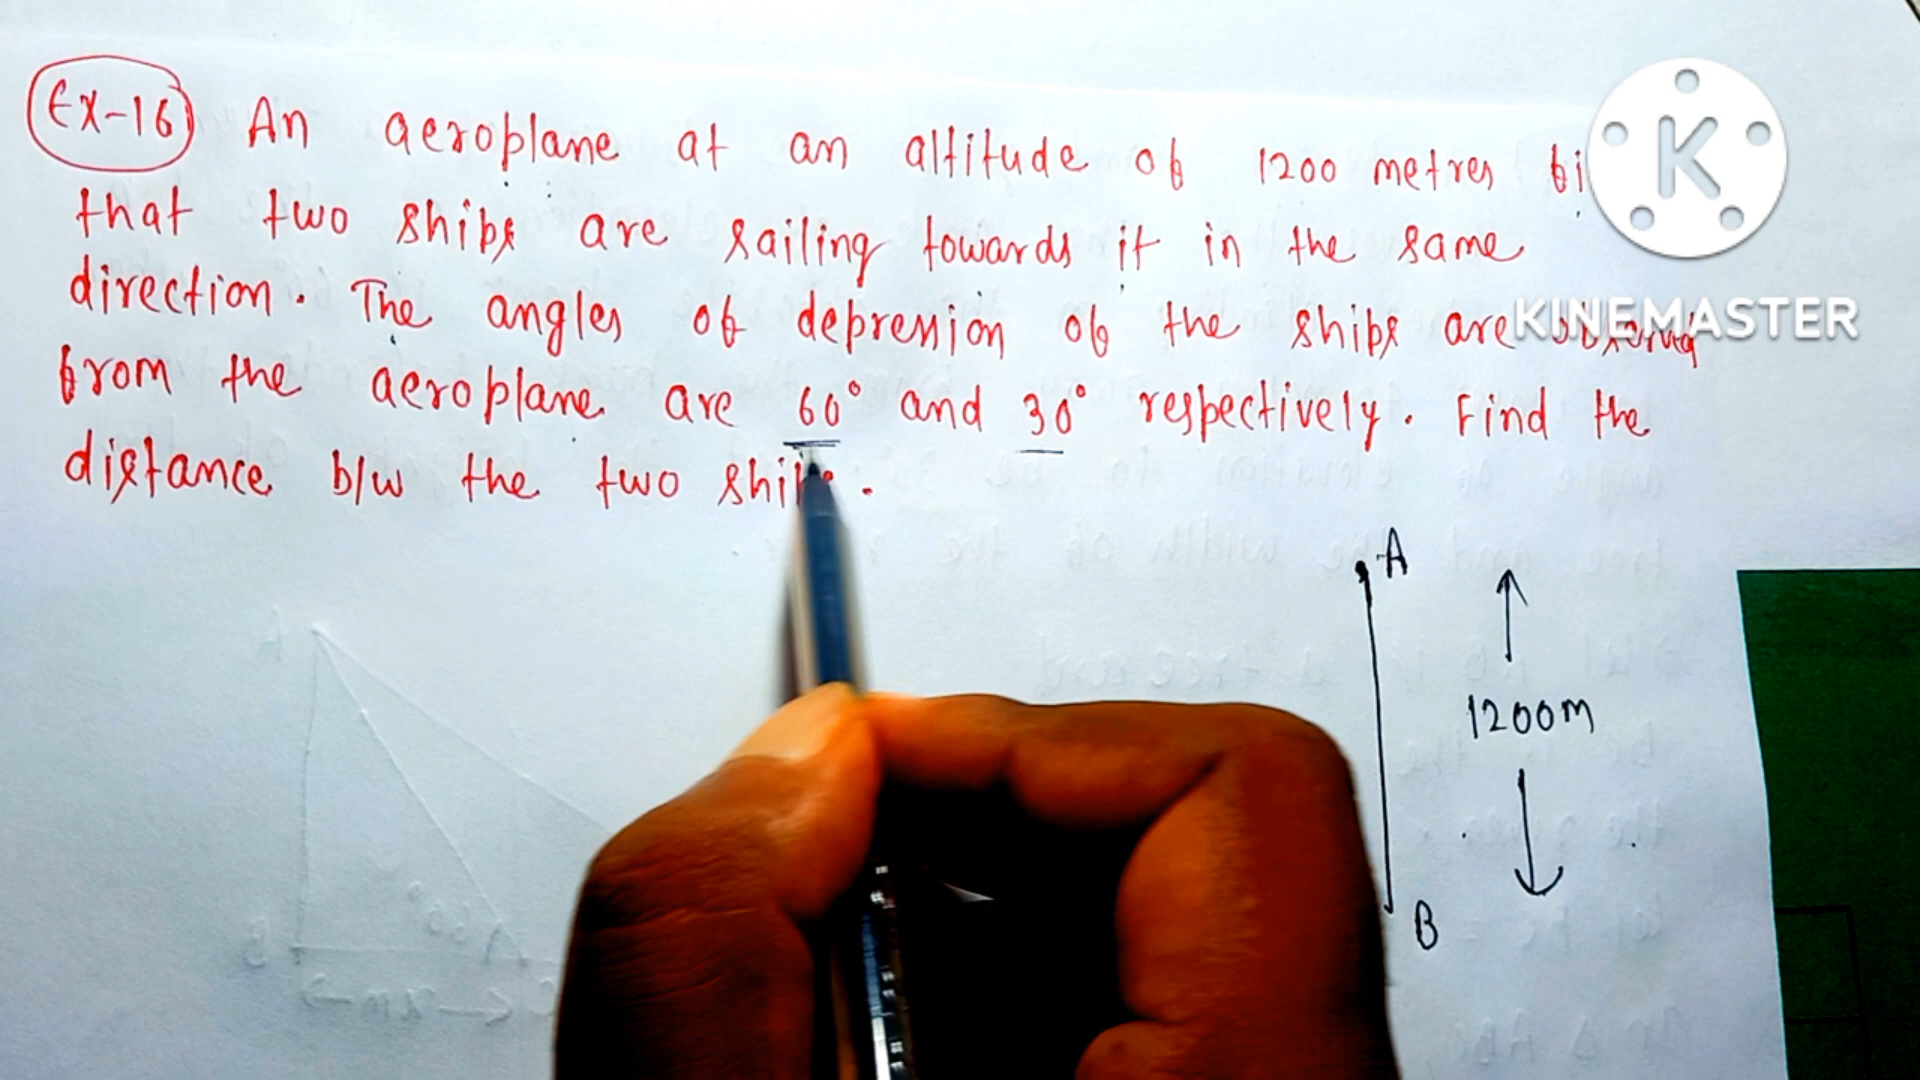 Ex-16 An aeroplane at an altitude of 1200 metres
that two ships are sailing towards it in the same
direction. The angles of depression of the ships are
from the aeroplane are 60° and 30° respectively. Find the
distance b/w the two
K
KINEMASTER
A
1200m
B